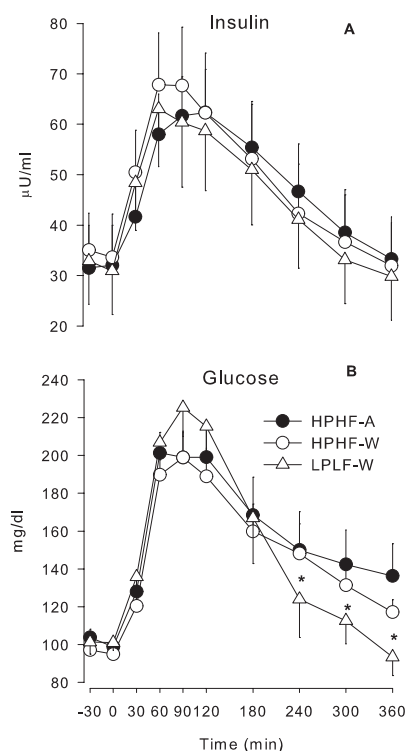 Insulin
A
80
70
60
50
40
30
20
µU/ml
Glucose
B
240
220
200
180
160
140
120
100
80
mg/dl
HPHF-A
HPHF-W
LPLF-W
*
*
*
-30 0 30 60 90 120 180 240 300 360
Time (min)